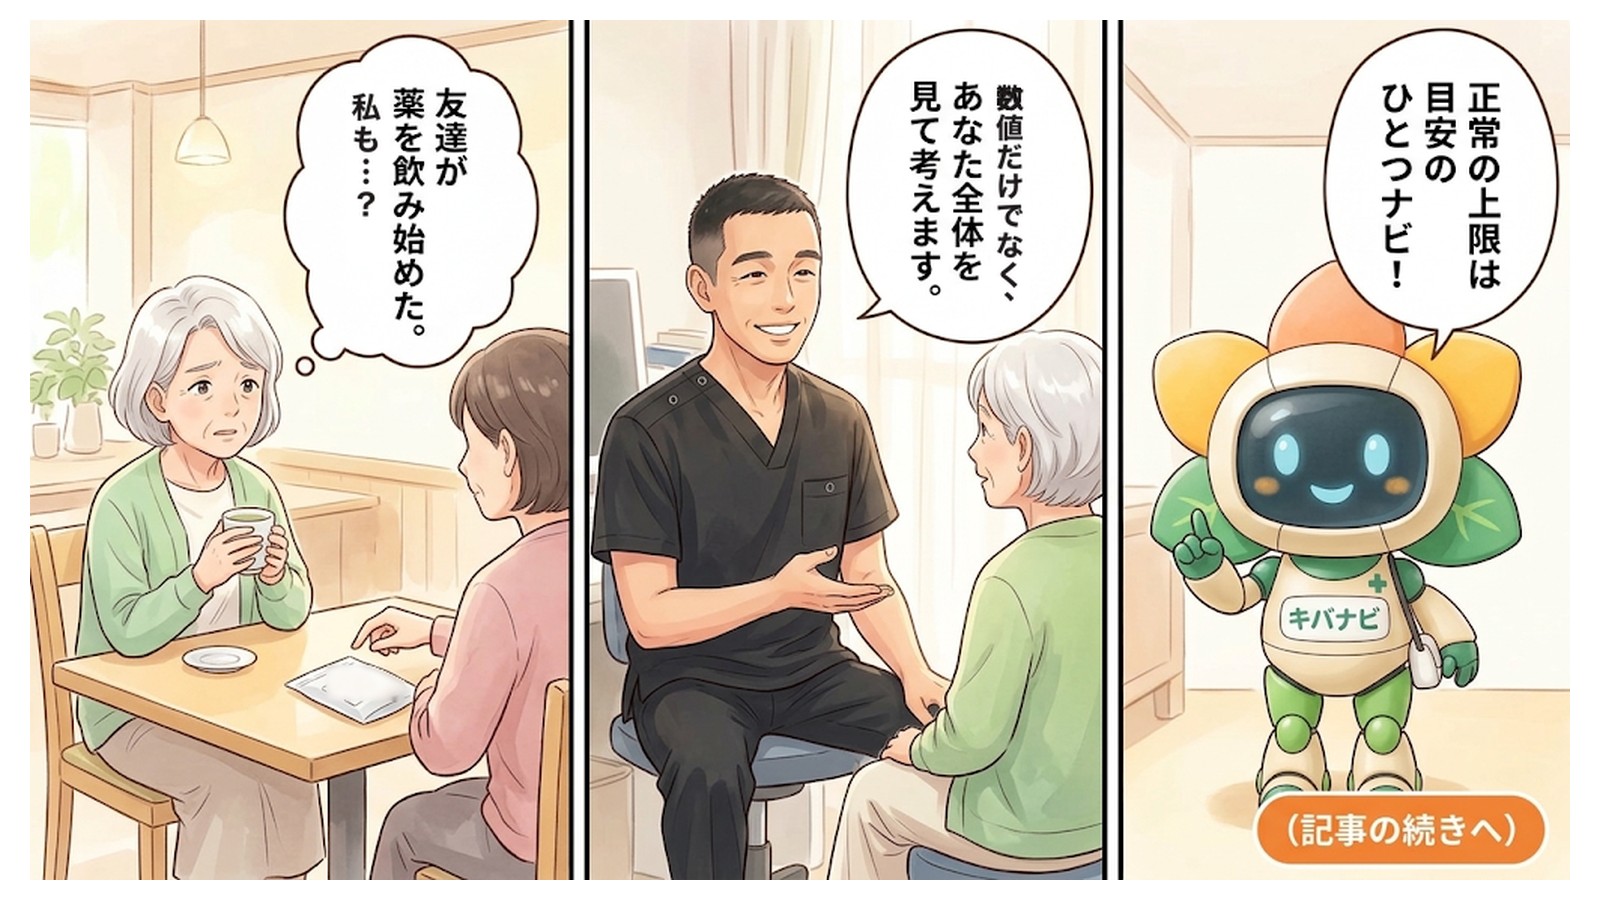 友達が
薬を飲み始めた。
私も…?
数値だけでなく、
あなた全体を
見て考えます。
正常の上限は
目安の
ひとつナビ!
キバナビ
(記事の続きへ)